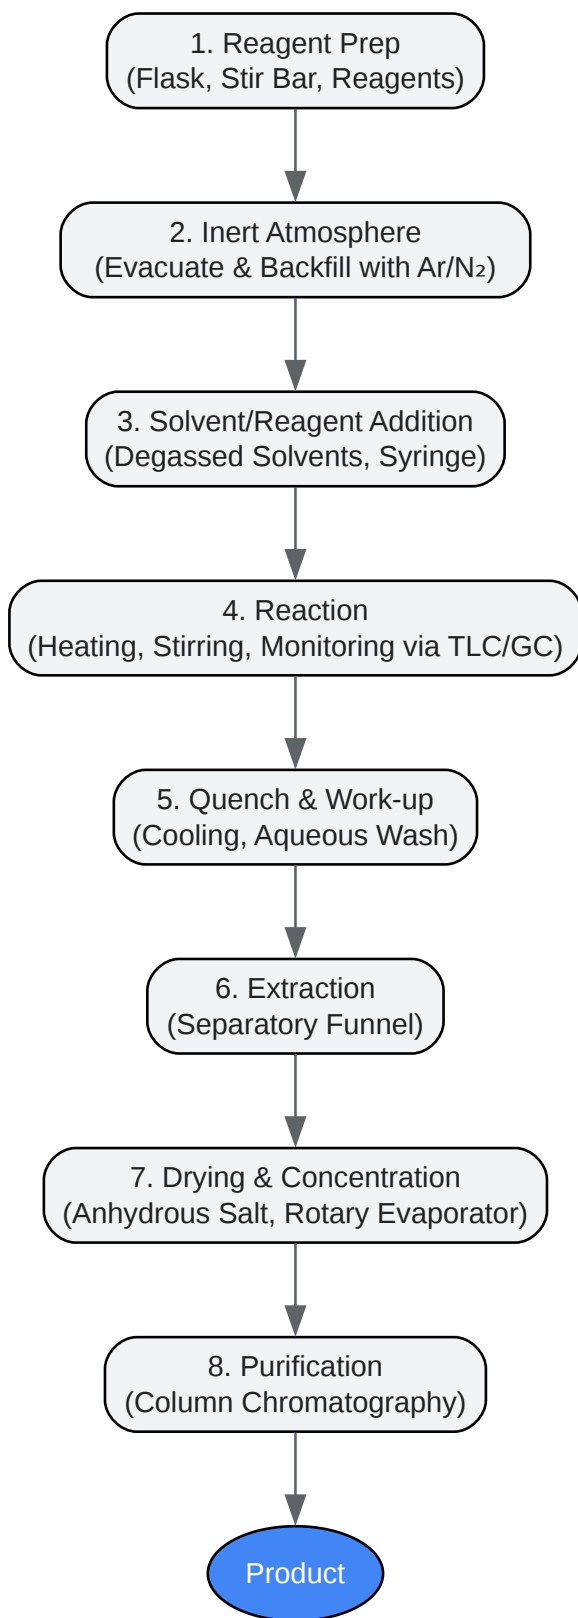 1. Reagent Prep
(Flask, Stir Bar, Reagents)
2. Inert Atmosphere
(Evacuate & Backfill with Ar/N₂)
3. Solvent/Reagent Addition
(Degassed Solvents, Syringe)
4. Reaction
(Heating, Stirring, Monitoring via TLC/GC)
5. Quench & Work-up
(Cooling, Aqueous Wash)
6. Extraction
(Separatory Funnel)
7. Drying & Concentration
(Anhydrous Salt, Rotary Evaporator)
8. Purification
(Column Chromatography)
Product